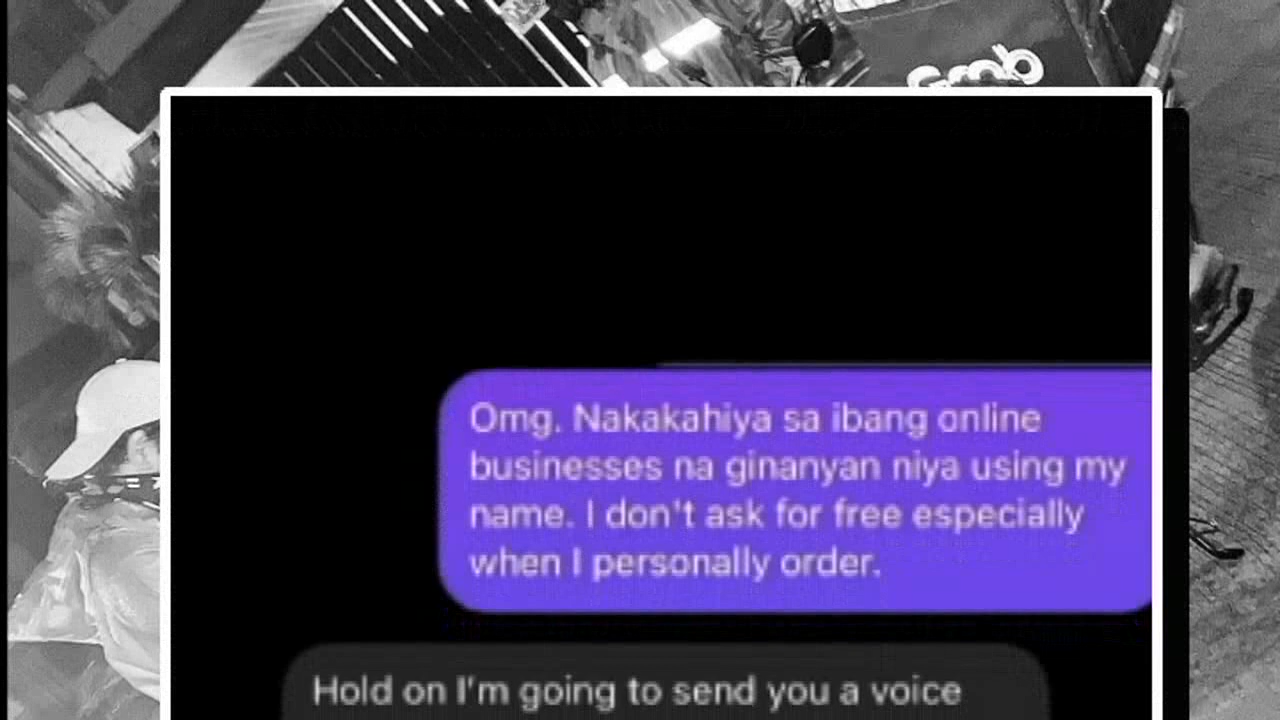 Grab
Omg. Nakakahiya sa ibang online
businesses na ginanyan niya using my
name. I don't ask for free especially
when I personally order.
Hold on I'm going to send you a voice